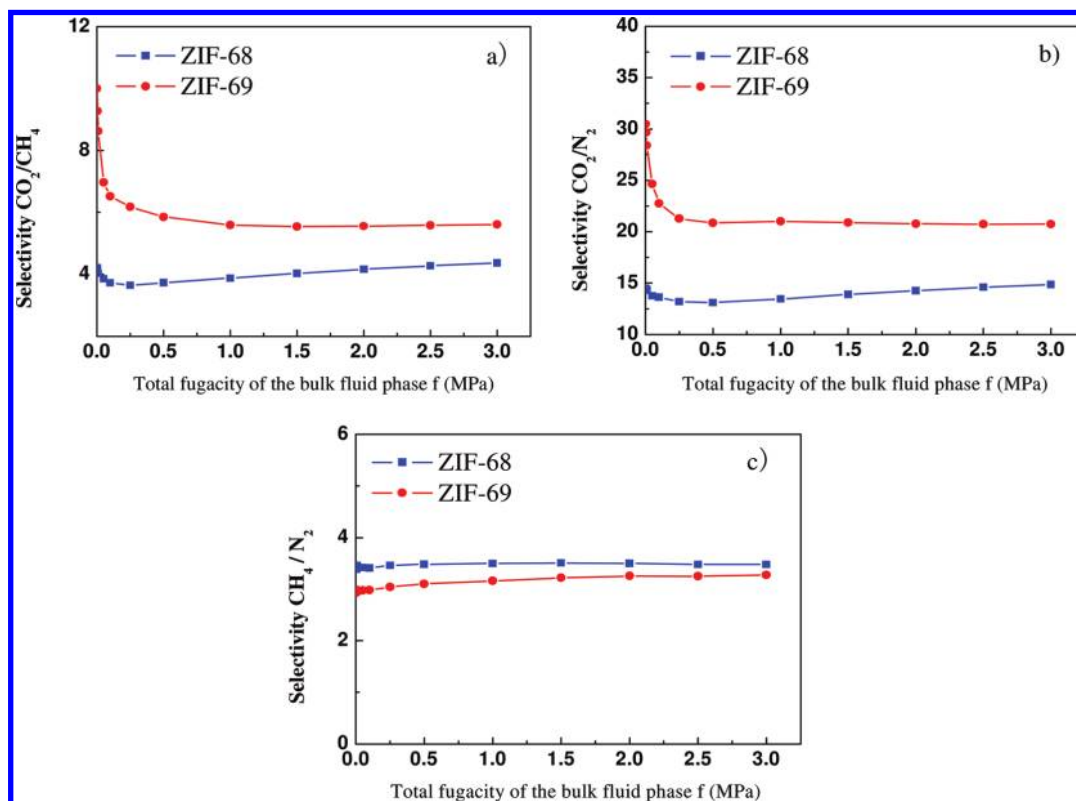 12
8
4
Selectivity CO2/CH4
ZIF-68
ZIF-69
a)
0.0 0.5 1.0 1.5 2.0 2.5 3.0
Total fugacity of the bulk fluid phase f (MPa)
40
35
30
25
20
15
10
Selectivity CO2/N2
ZIF-68
ZIF-69
b)
0.0 0.5 1.0 1.5 2.0 2.5 3.0
Total fugacity of the bulk fluid phase f (MPa)
6
4
2
0
Selectivity CH4 / N2
ZIF-68
ZIF-69
c)
0.0 0.5 1.0 1.5 2.0 2.5 3.0
Total fugacity of the bulk fluid phase f (MPa)